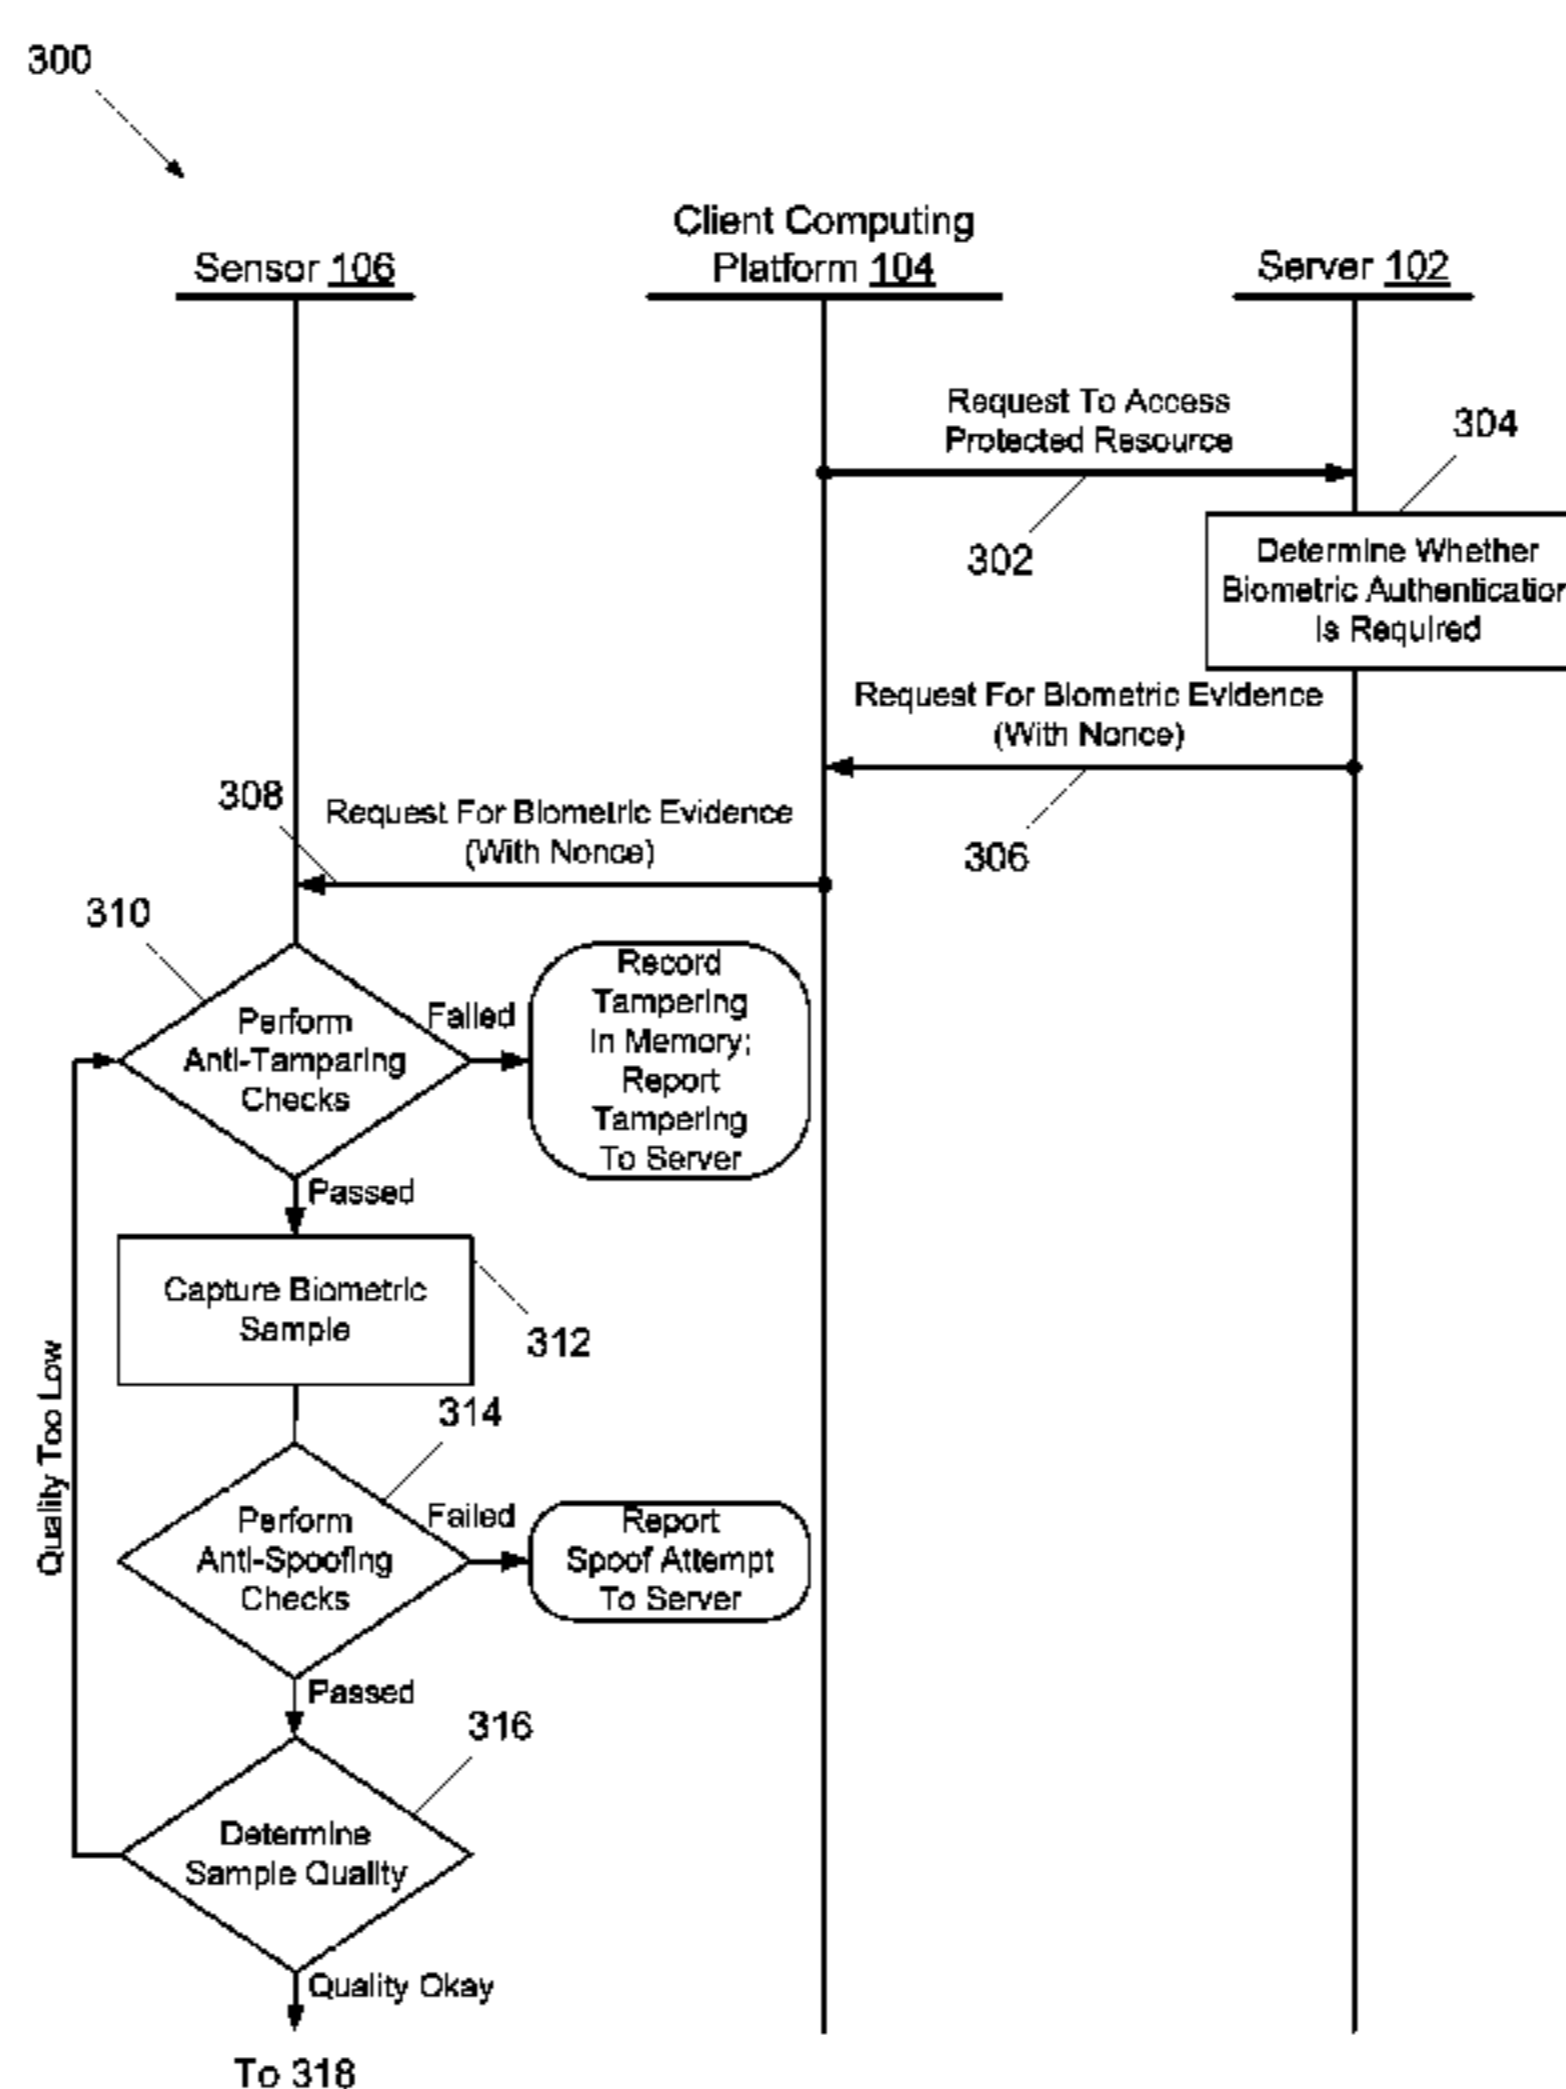 300
Client Computing
Sensor 106
Platform 104
Server 102
Request To Access
Protected Resource
304
302
Determine Whether
Biometric Authentication
Is Required
Request For Biometric Evidence
(With Nonce)
306
308
Request For Biometric Evidence
(With Nonce)
310
Perform
Anti-Tamparing
Checks
Failed
Record
Tampering
In Memory;
Report
Tampering
To Server
Passed
Capture Biometric
Sample
312
Quality Too Low
314
Perform
Anti-Spoofing
Checks
Failed
Report
Spoof Attempt
To Server
Passed
316
Determine
Sample Quality
Quality Okay
To 318